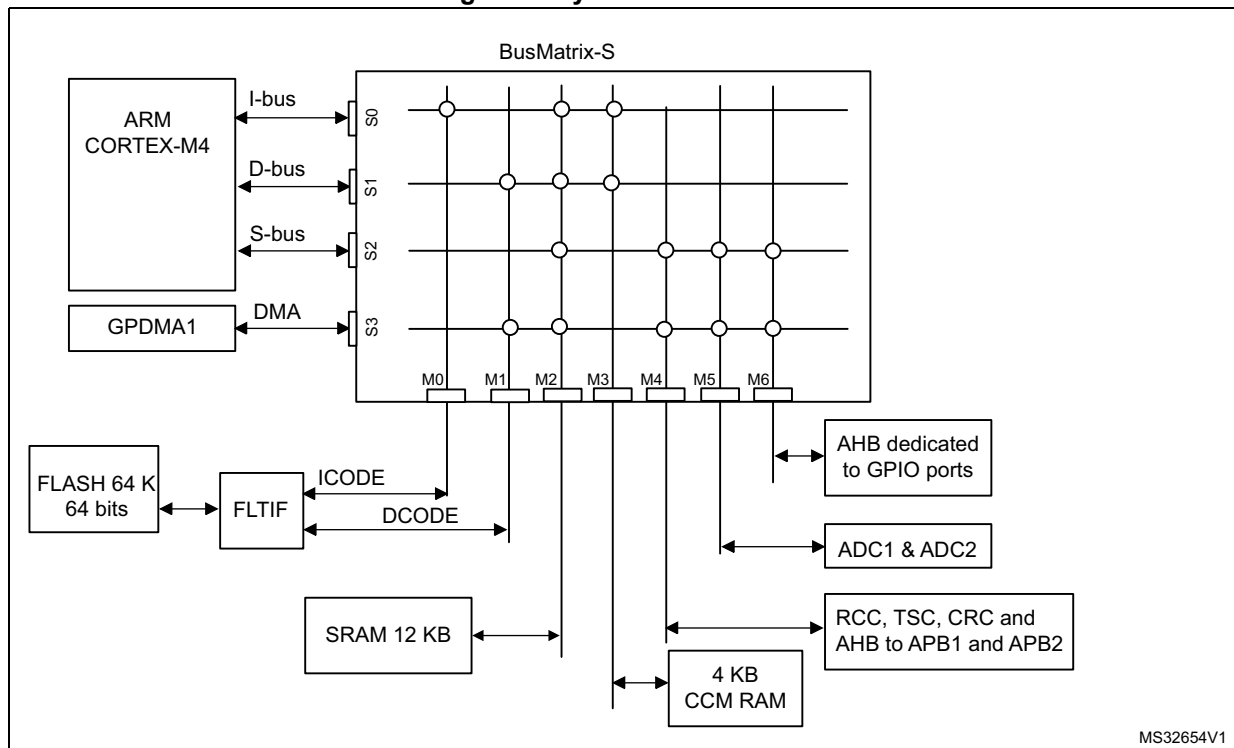 BusMatrix-S
ARM
CORTEX-M4
I-bus
S0
D-bus
S1
S-bus
S2
GPDMA1
DMA
S3
M0 M1 M2 M3 M4 M5 M6
FLASH 64 K
64 bits
FLTIF
ICODE
DCODE
AHB dedicated
to GPIO ports
ADC1 & ADC2
SRAM 12 KB
RCC, TSC, CRC and
AHB to APB1 and APB2
4 KB
CCM RAM
MS32654V1